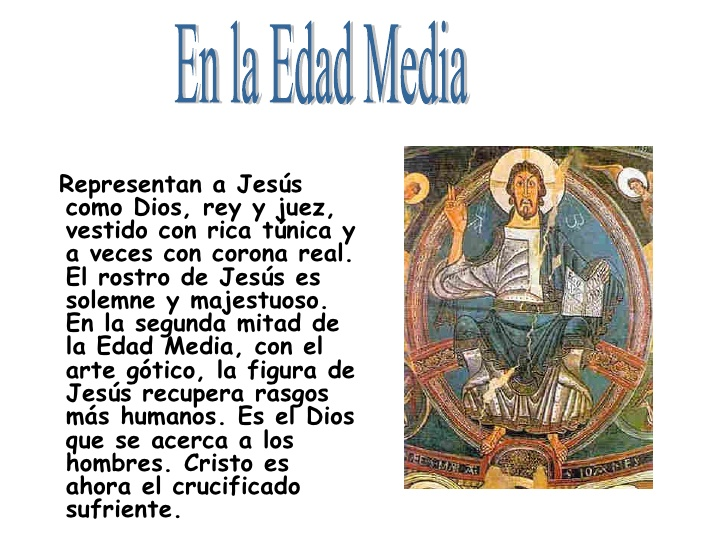 En la Edad Media
Representan a Jesús
como Dios, rey y juez,
vestido con rica túnica y
a veces con corona real.
El rostro de Jesús es
solemne y majestuoso.
En la segunda mitad de
la Edad Media, con el
arte gótico, la figura de
Jesús recupera rasgos
más humanos. Es el Dios
que se acerca a los
hombres. Cristo es
ahora el crucificado
sufriente.